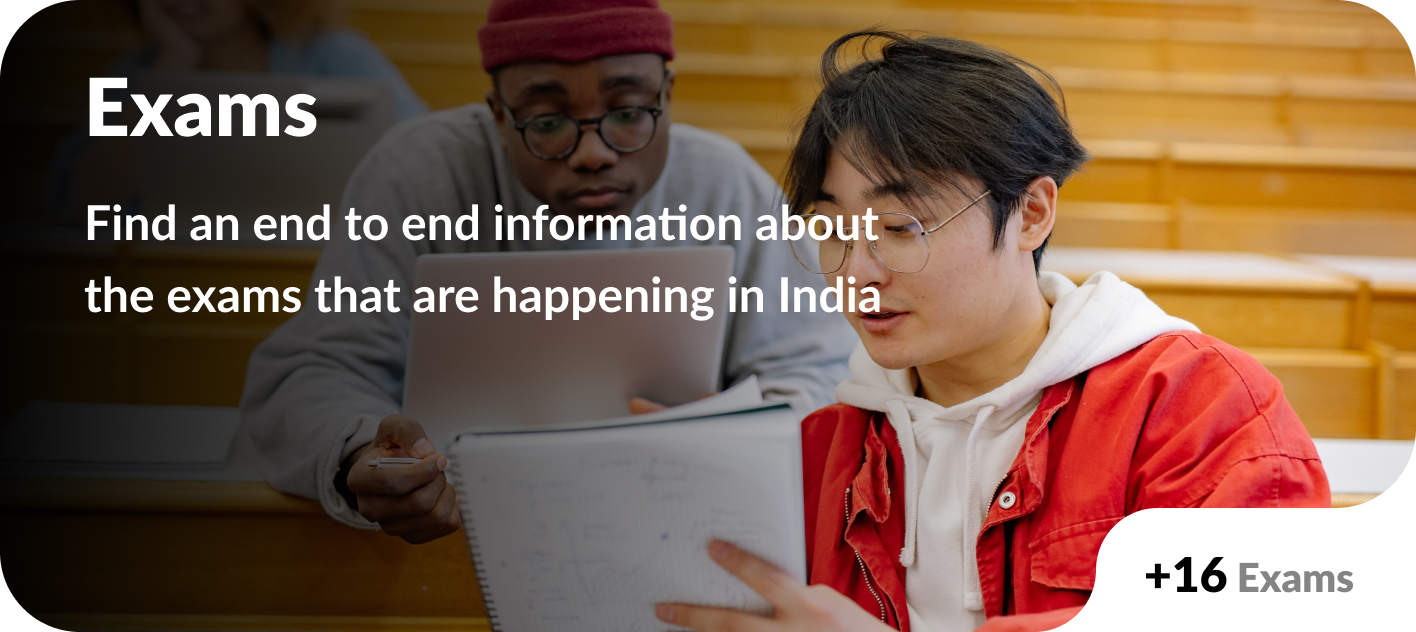 Exams
Find an end to end information about
the exams that are happening in India
+16 Exams